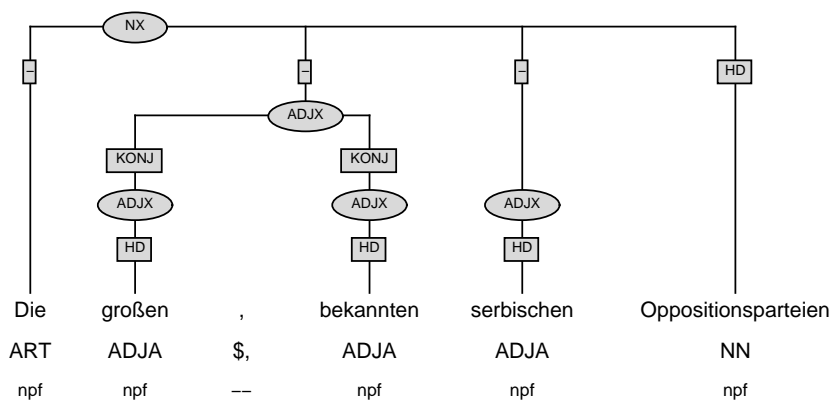 NX
– – – HD
ADJX
KONJ KONJ
ADJX ADJX ADJX
HD HD HD
Die großen , bekannten serbischen Oppositionsparteien
ART ADJA $, ADJA ADJA NN
npf npf –– npf npf npf